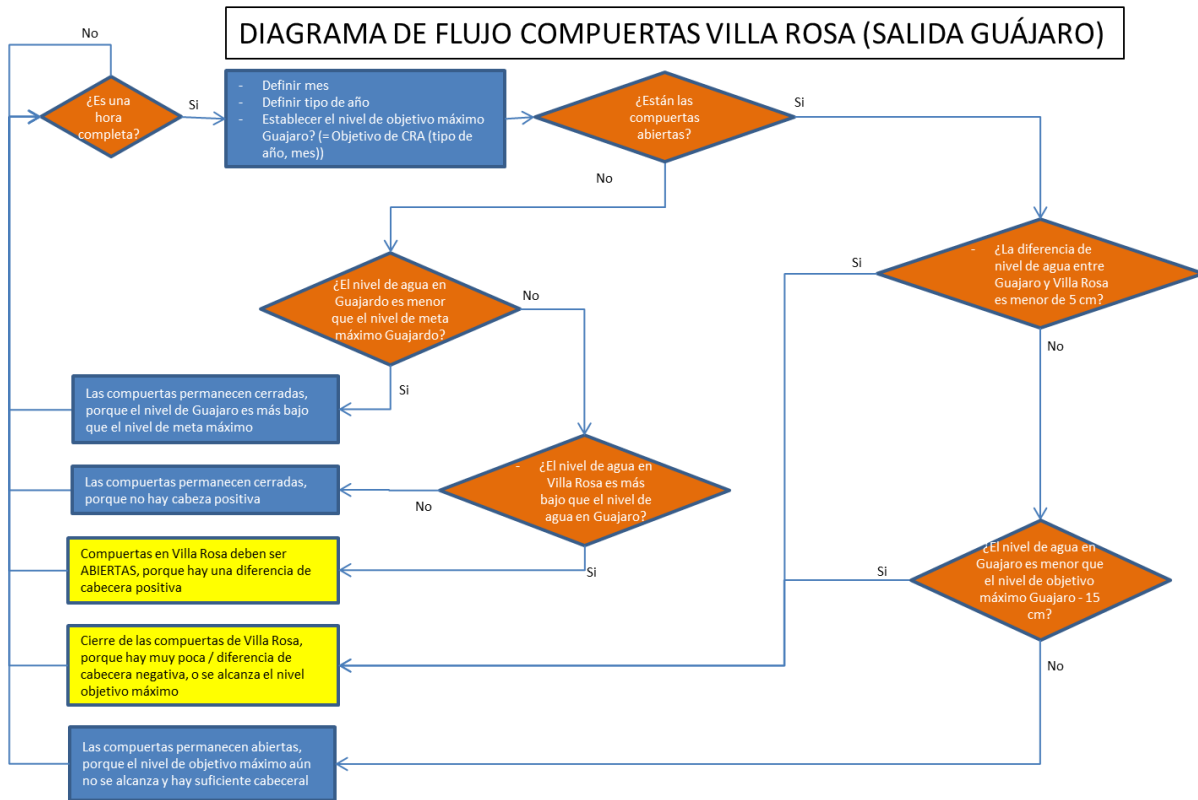 DIAGRAMA DE FLUJO COMPUERTAS VILLA ROSA (SALIDA GUÁJARO)
No
¿Es una
hora
completa?
Si
- Definir mes
- Definir tipo de año
- Establecer el nivel de objetivo máximo
Guajaro? (= Objetivo de CRA (tipo de
año, mes))
¿Están las
compuertas
abiertas?
Si
No
- ¿La diferencia de
nivel de agua entre
Guajaro y Villa Rosa
es menor de 5 cm?
Si
No
¿El nivel de agua en
Guajardo es menor
que el nivel de meta
máximo Guajardo?
No
Si
Las compuertas permanecen cerradas,
porque el nivel de Guajaro es más bajo
que el nivel de meta máximo
- ¿El nivel de agua en
Villa Rosa es más
bajo que el nivel de
agua en Guajaro?
No
Si
Las compuertas permanecen cerradas,
porque no hay cabeza positiva
Compuertas en Villa Rosa deben ser
ABIERTAS, porque hay una diferencia de
cabecera positiva
¿El nivel de agua en
Guajaro es menor que
el nivel de objetivo
máximo Guajaro - 15
cm?
Si
No
Cierre de las compuertas de Villa Rosa,
porque hay muy poca / diferencia de
cabecera negativa, o se alcanza el nivel
objetivo máximo
Las compuertas permanecen abiertas,
porque el nivel de objetivo máximo aún
no se alcanza y hay suficiente cabeceral